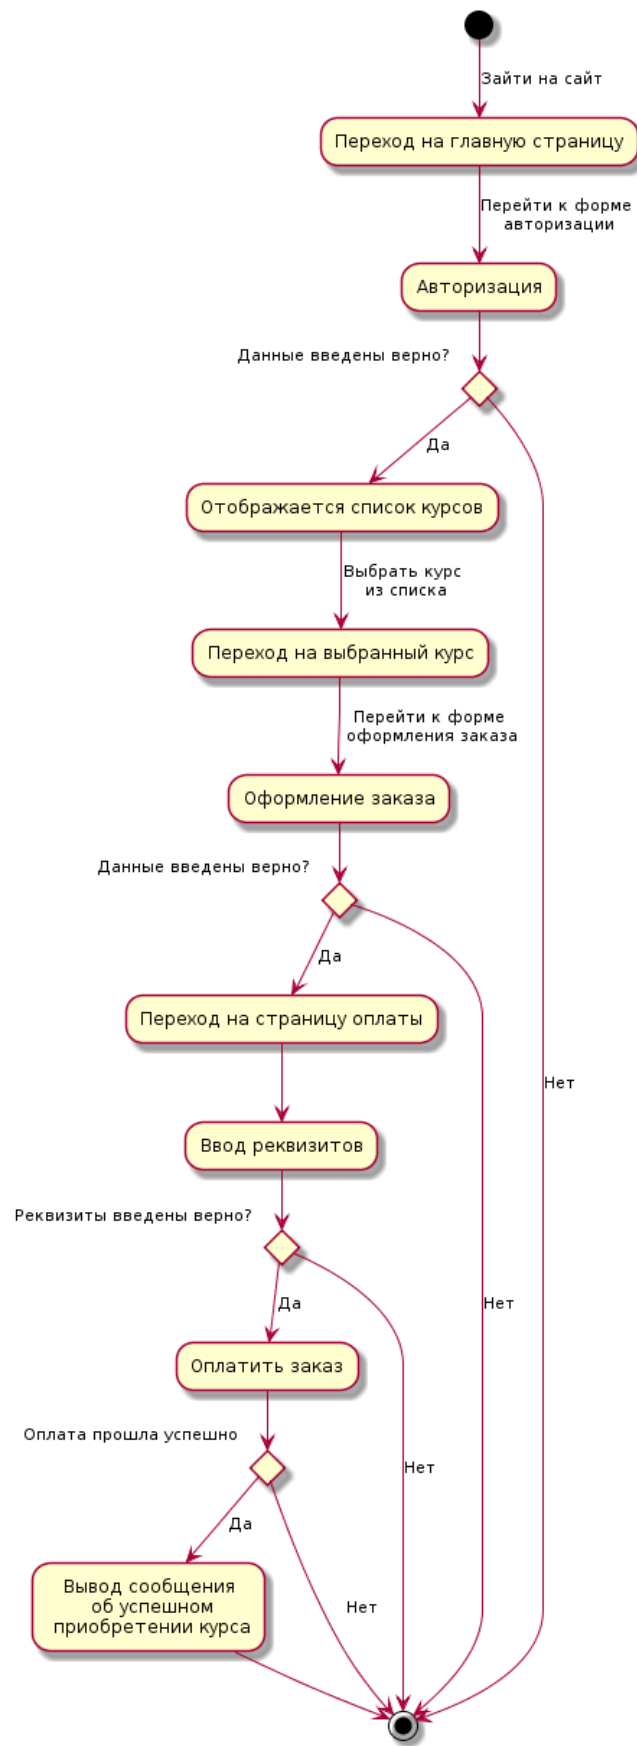 Зайти на сайт
Переход на главную страницу
Перейти к форме
авторизации
Авторизация
Данные введены верно?
Да
Отображается список курсов
Выбрать курс
из списка
Переход на выбранный курс
Перейти к форме
оформления заказа
Оформление заказа
Данные введены верно?
Да
Переход на страницу оплаты
Нет
Ввод реквизитов
Реквизиты введены верно?
Да
Нет
Оплатить заказ
Оплата прошла успешно
Нет
Да
Вывод сообщения
об успешном
приобретении курса
Нет